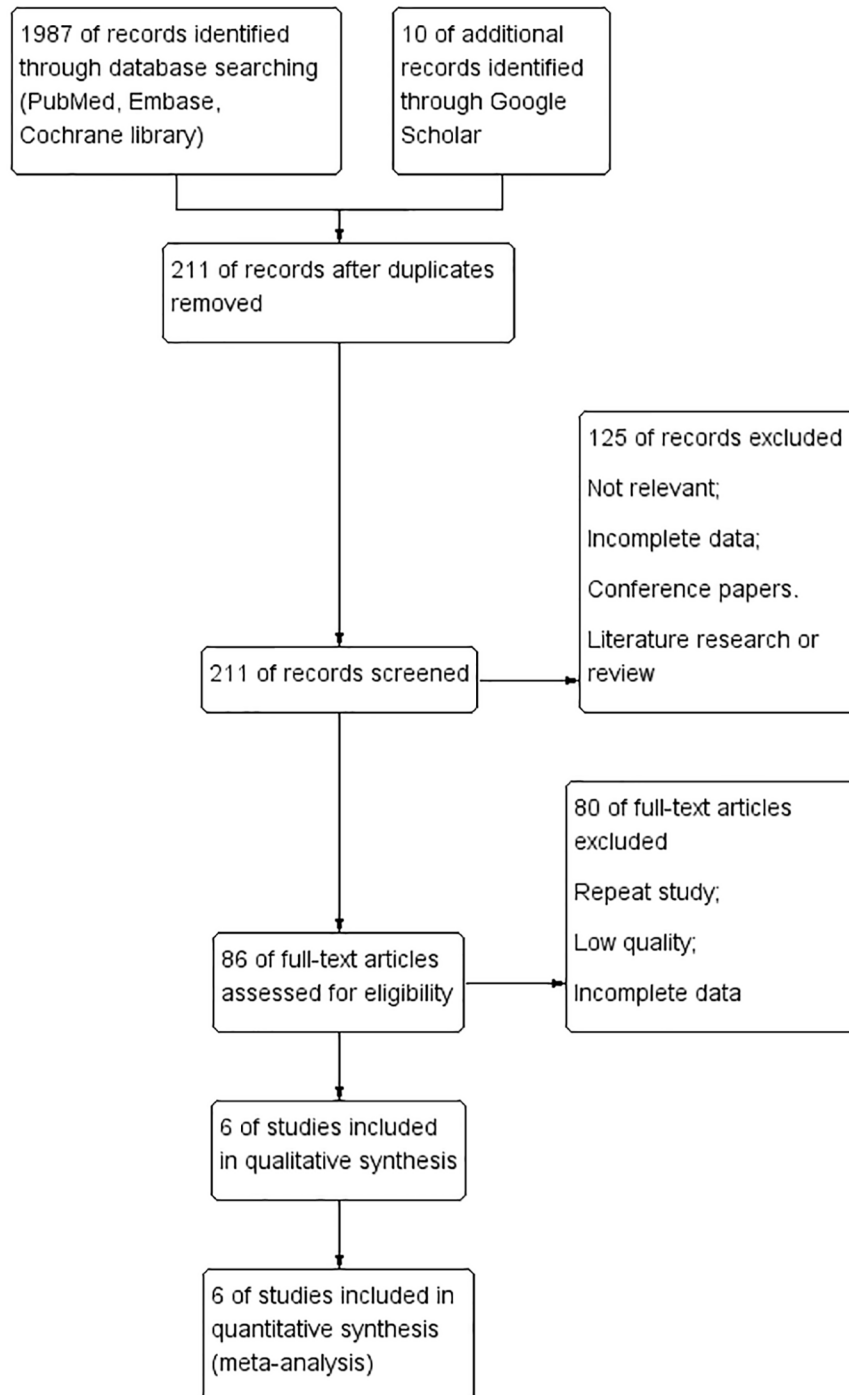 1987 of records identified
through database searching
(PubMed, Embase,
Cochrane library)
10 of additional
records identified
through Google
Scholar
211 of records after duplicates
removed
125 of records excluded
Not relevant;
Incomplete data;
Conference papers.
Literature research or
review
211 of records screened
80 of full-text articles
excluded
Repeat study;
Low quality;
Incomplete data
86 of full-text articles
assessed for eligibility
6 of studies included
in qualitative synthesis
6 of studies included in
quantitative synthesis
(meta-analysis)